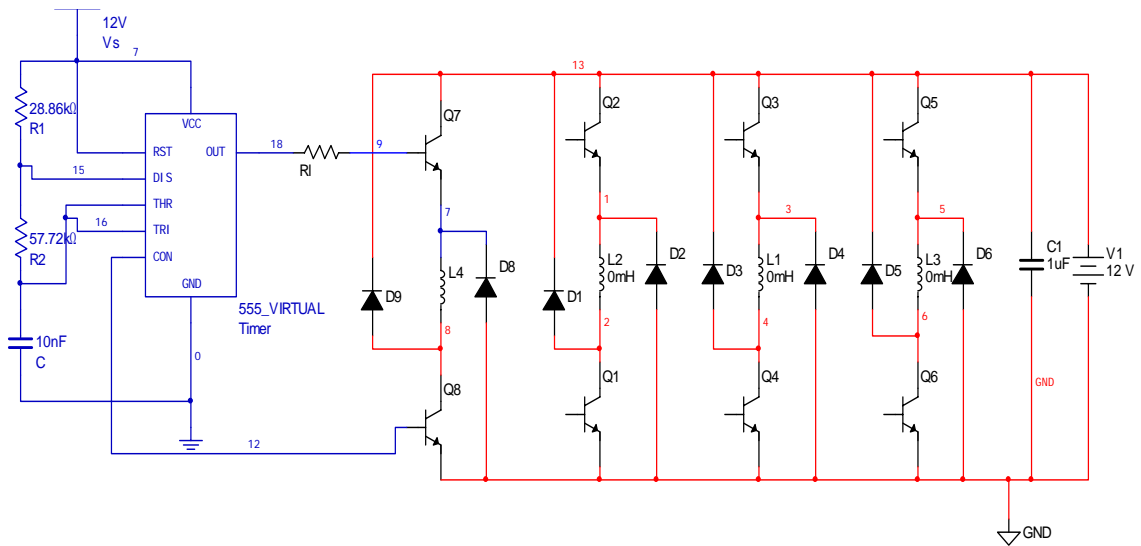 12V
Vs
7
13
28.86kΩ
R1
VCC
RST
OUT
DIS
THR
TRI
CON
GND
18
RI
9
15
16
57.72kΩ
R2
555_VIRTUAL
Timer
10nF
C
0
12
Q7
Q2
Q3
Q5
7
1
3
5
D9
L4
D8
D1
L2
0mH
D2
D3
L1
0mH
D4
D5
L3
0mH
D6
C1
1uF
V1
12 V
8
2
4
6
Q8
Q1
Q4
Q6
GND
GND